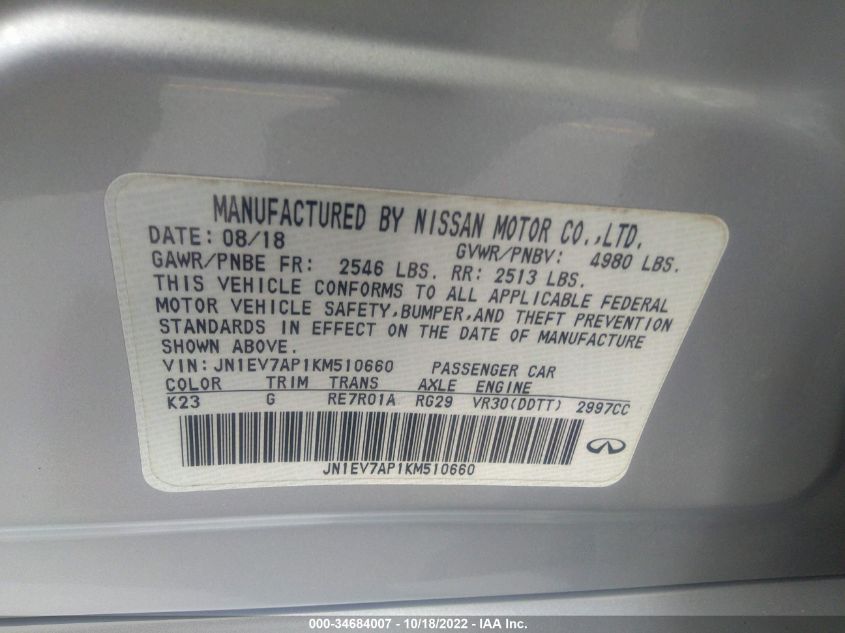 MANUFACTURED BY NISSAN MOTOR CO.,LTD.
DATE: 08/18 GVWR/PNBV: 4980 LBS.
GAWR/PNBE FR: 2546 LBS. RR: 2513 LBS.
THIS VEHICLE CONFORMS TO ALL APPLICABLE FEDERAL
MOTOR VEHICLE SAFETY,BUMPER,AND THEFT PREVENTION
STANDARDS IN EFFECT ON THE DATE OF MANUFACTURE
SHOWN ABOVE.
VIN: JN1EV7AP1KM510660 PASSENGER CAR
COLOR TRIM TRANS AXLE ENGINE
K23 G RE7R01A RG29 VR30(DDTT) 2997CC
JN1EV7AP1KM510660
000-34684007 - 10/18/2022 - IAA Inc.